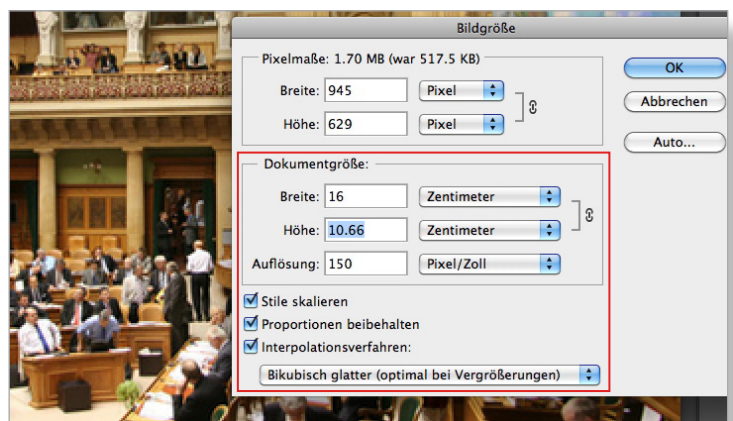 Bildgröße
Pixelmaße: 1.70 MB (war 517.5 KB)
Breite: 945 Pixel
Höhe: 629 Pixel
OK
Abbrechen
Auto...
Dokumentgröße:
Breite: 16 Zentimeter
Höhe: 10.66 Zentimeter
Auflösung: 150 Pixel/Zoll
Stile skalieren
Proportionen beibehalten
Interpolationsverfahren:
Bikubisch glatter (optimal bei Vergrößerungen)